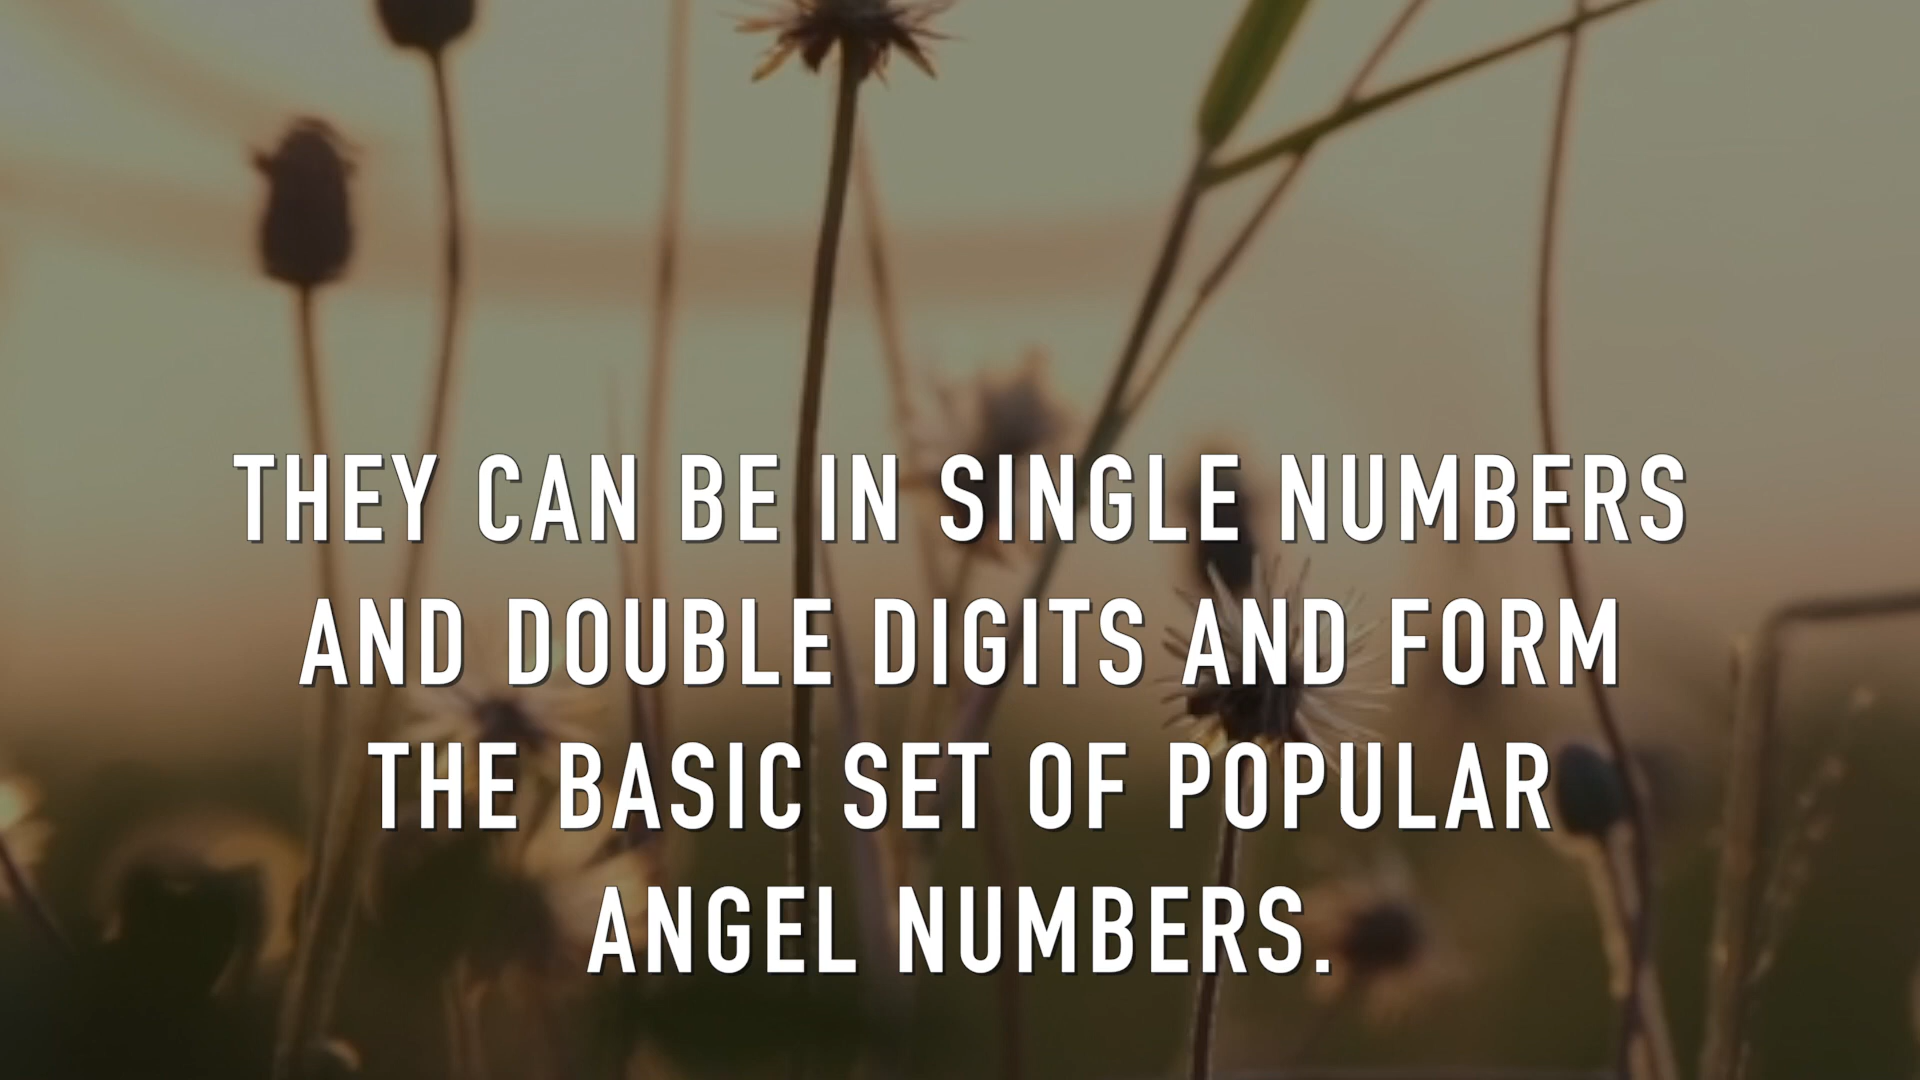 THEY CAN BE IN SINGLE NUMBERS
AND DOUBLE DIGITS AND FORM
THE BASIC SET OF POPULAR
ANGEL NUMBERS.